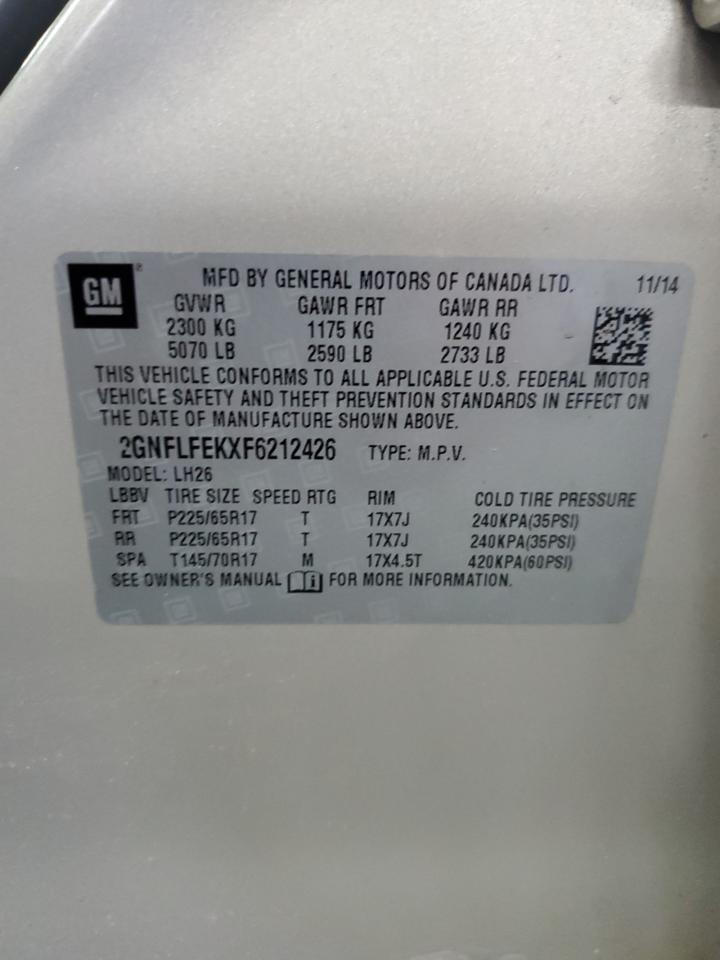 GM MFD BY GENERAL MOTORS OF CANADA LTD. 11/14
GVWR GAWR FRT GAWR RR
2300 KG 1175 KG 1240 KG
5070 LB 2590 LB 2733 LB
THIS VEHICLE CONFORMS TO ALL APPLICABLE U.S. FEDERAL MOTOR
VEHICLE SAFETY AND THEFT PREVENTION STANDARDS IN EFFECT ON
THE DATE OF MANUFACTURE SHOWN ABOVE.
2GNFLFEKXF6212426 TYPE: M.P.V.
MODEL: LH26
LBBV TIRE SIZE SPEED RTG RIM COLD TIRE PRESSURE
FRT P225/65R17 T 17X7J 240KPA(35PSI)
RR P225/65R17 T 17X7J 240KPA(35PSI)
SPA T145/70R17 M 17X4.5T 420KPA(60PSI)
SEE OWNER'S MANUAL i FOR MORE INFORMATION.